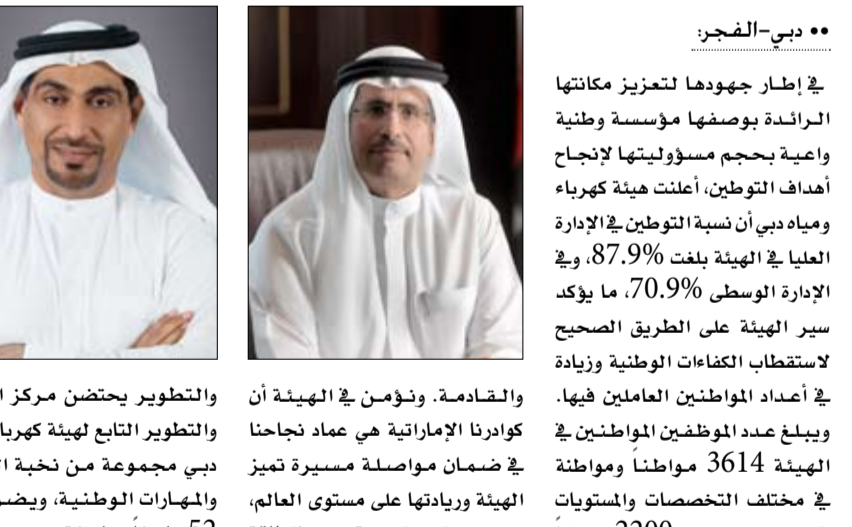 •• دبي-الفجر:
في إطار جهودها لتعزيز مكانتها
الرائدة بوصفها مؤسسة وطنية
واعية بحجم مسؤوليتها لإنجاح
أهداف التوطين، أعلنت هيئة كهرباء
ومياه دبي أن نسبة التوطين في الإدارة
العليا في الهيئة بلغت 87.9%، وفي
الإدارة الوسطى 70.9%، ما يؤكد
سير الهيئة على الطريق الصحيح
لاستقطاب الكفاءات الوطنية وزيادة
في أعداد المواطنين العاملين فيها.
ويبلغ عدد الموظفين المواطنين في
الهيئة 3614 مواطناً ومواطنة
في مختلف التخصصات والمستويات
والقادمة. ونؤمن في الهيئة أن
كوادرنا الإماراتية هي عماد نجاحنا
في ضمان مواصلة مسيرة تميز
الهيئة وريادتها على مستوى العالم،
والتطوير يحتضن مركز
والتطوير التابع لهيئة كهرباء
دبي مجموعة من نخبة
والمهارات الوطنية،